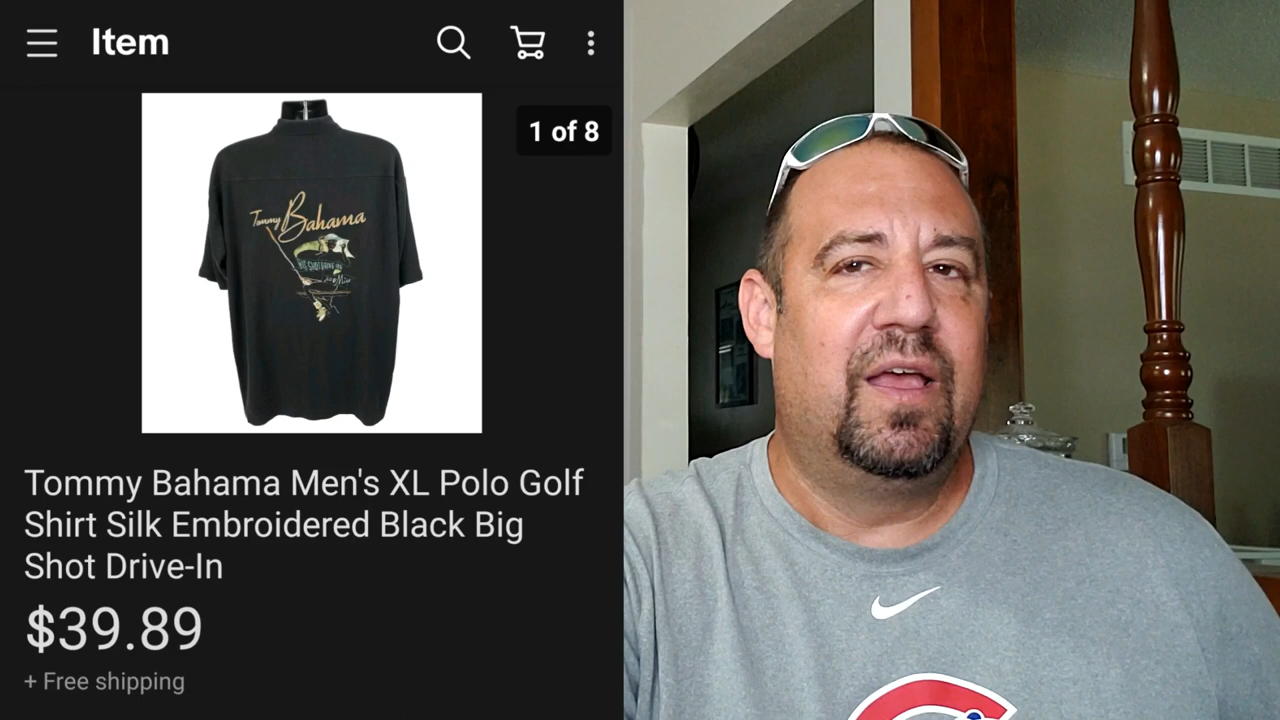 Item
1 of 8
Tommy Bahama
Tommy Bahama Men's XL Polo Golf
Shirt Silk Embroidered Black Big
Shot Drive-In
$39.89
+ Free shipping